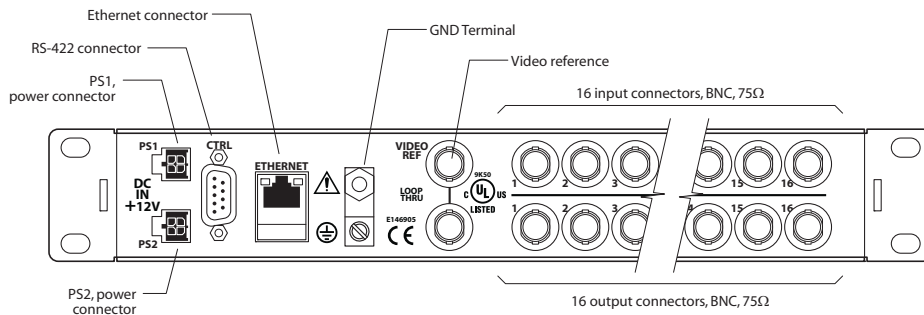 Ethernet connector
GND Terminal
RS-422 connector
Video reference
PS1,
power connector
16 input connectors, BNC, 75Ω
PS1
CTRL
ETHERNET
VIDEO
REF
DC
IN
+12V
LOOP
THRU
9K50
C UL US
LISTED
E146905
CE
PS2
1 2 3 15 16
1 2 3 4 15 16
PS2, power
connector
16 output connectors, BNC, 75Ω